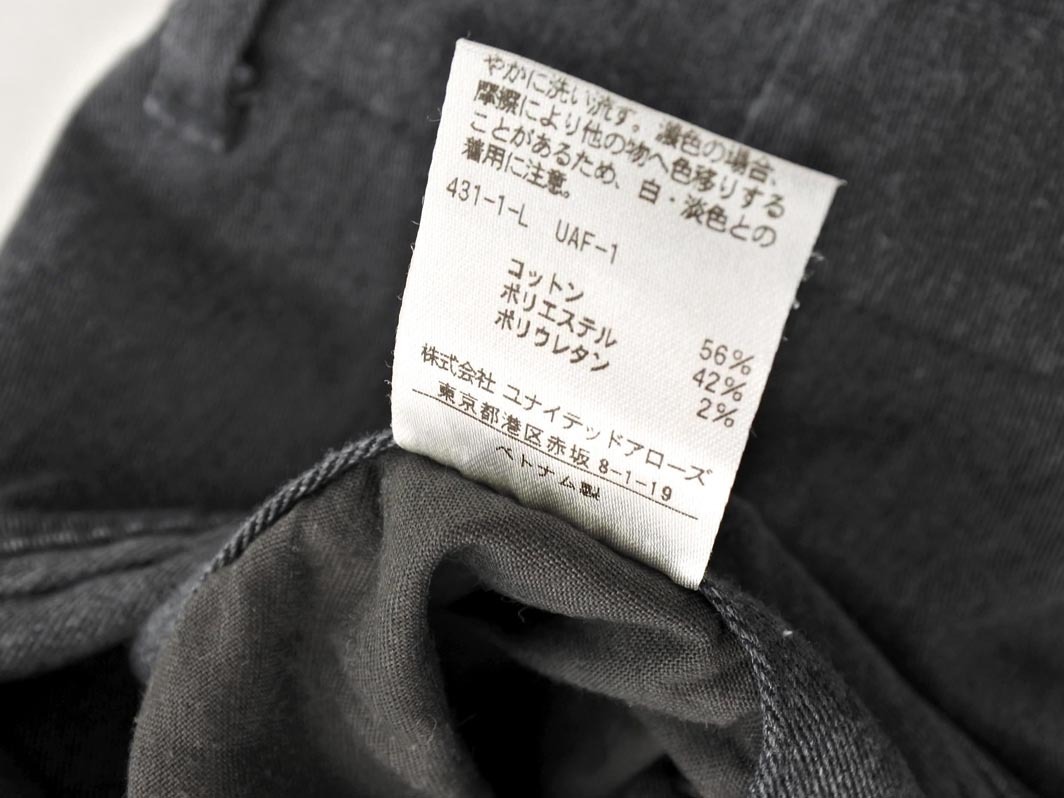 やかに洗い流す。濃色の場合、
摩擦により他の物へ色移りする
ことがあるため、白・淡色との
着用に注意。
431-1-L UAF-1
コットン 56%
ポリエステル 42%
ポリウレタン 2%
株式会社 ユナイテッドアローズ
東京都港区赤坂 8-1-19
ベトナム製